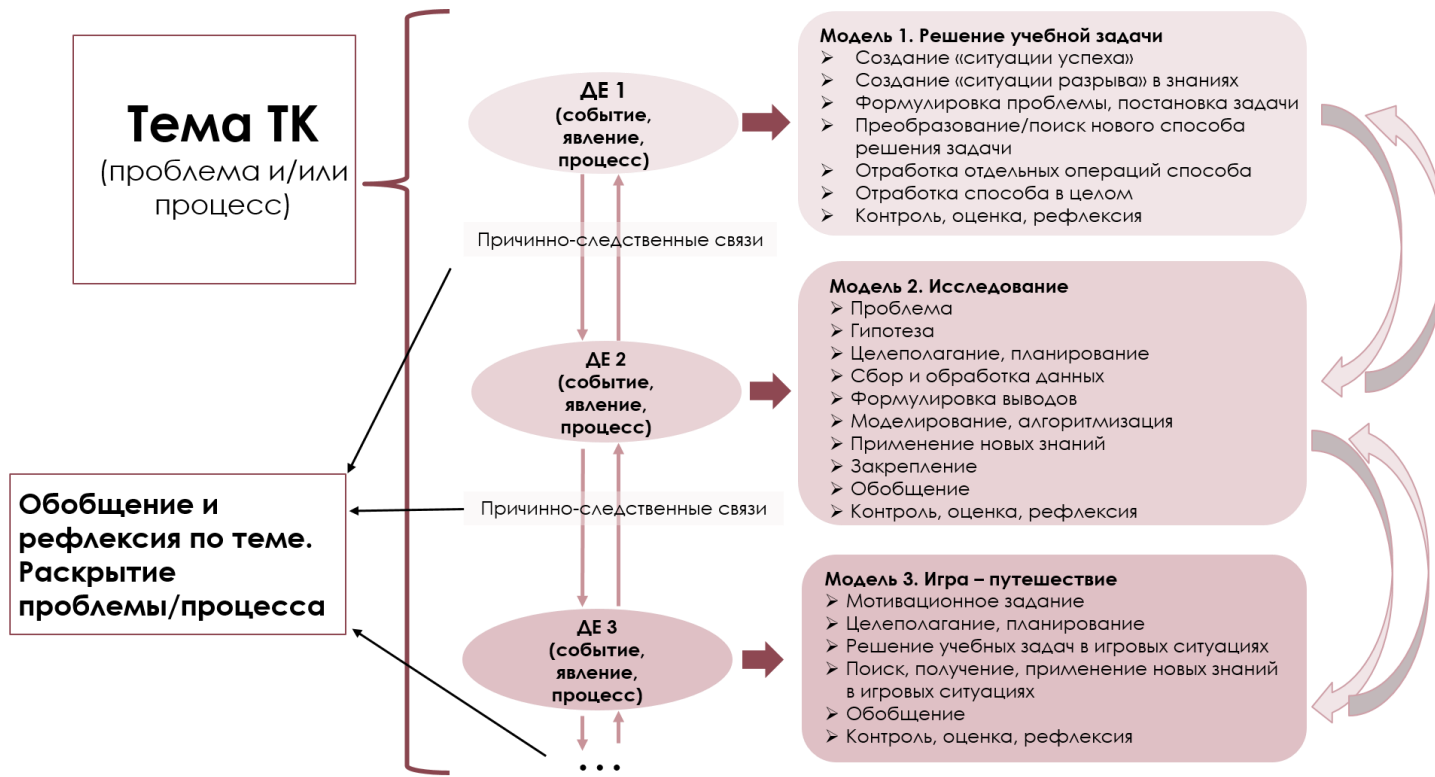 Тема ТК
(проблема и/или
процесс)
Обобщение и
рефлексия по теме.
Раскрытие
проблемы/процесса
ДЕ 1
(событие,
явление,
процесс)
Причинно-следственные связи
ДЕ 2
(событие,
явление,
процесс)
Причинно-следственные связи
ДЕ 3
(событие,
явление,
процесс)
...
Модель 1. Решение учебной задачи
➢ Создание «ситуации успеха»
➢ Создание «ситуации разрыва» в знаниях
➢ Формулировка проблемы, постановка задачи
➢ Преобразование/поиск нового способа
решения задачи
➢ Отработка отдельных операций способа
➢ Отработка способа в целом
➢ Контроль, оценка, рефлексия
Модель 2. Исследование
➢ Проблема
➢ Гипотеза
➢ Целеполагание, планирование
➢ Сбор и обработка данных
➢ Формулировка выводов
➢ Моделирование, алгоритмизация
➢ Применение новых знаний
➢ Закрепление
➢ Обобщение
➢ Контроль, оценка, рефлексия
Модель 3. Игра – путешествие
➢ Мотивационное задание
➢ Целеполагание, планирование
➢ Решение учебных задач в игровых ситуациях
➢ Поиск, получение, применение новых знаний
в игровых ситуациях
➢ Обобщение
➢ Контроль, оценка, рефлексия